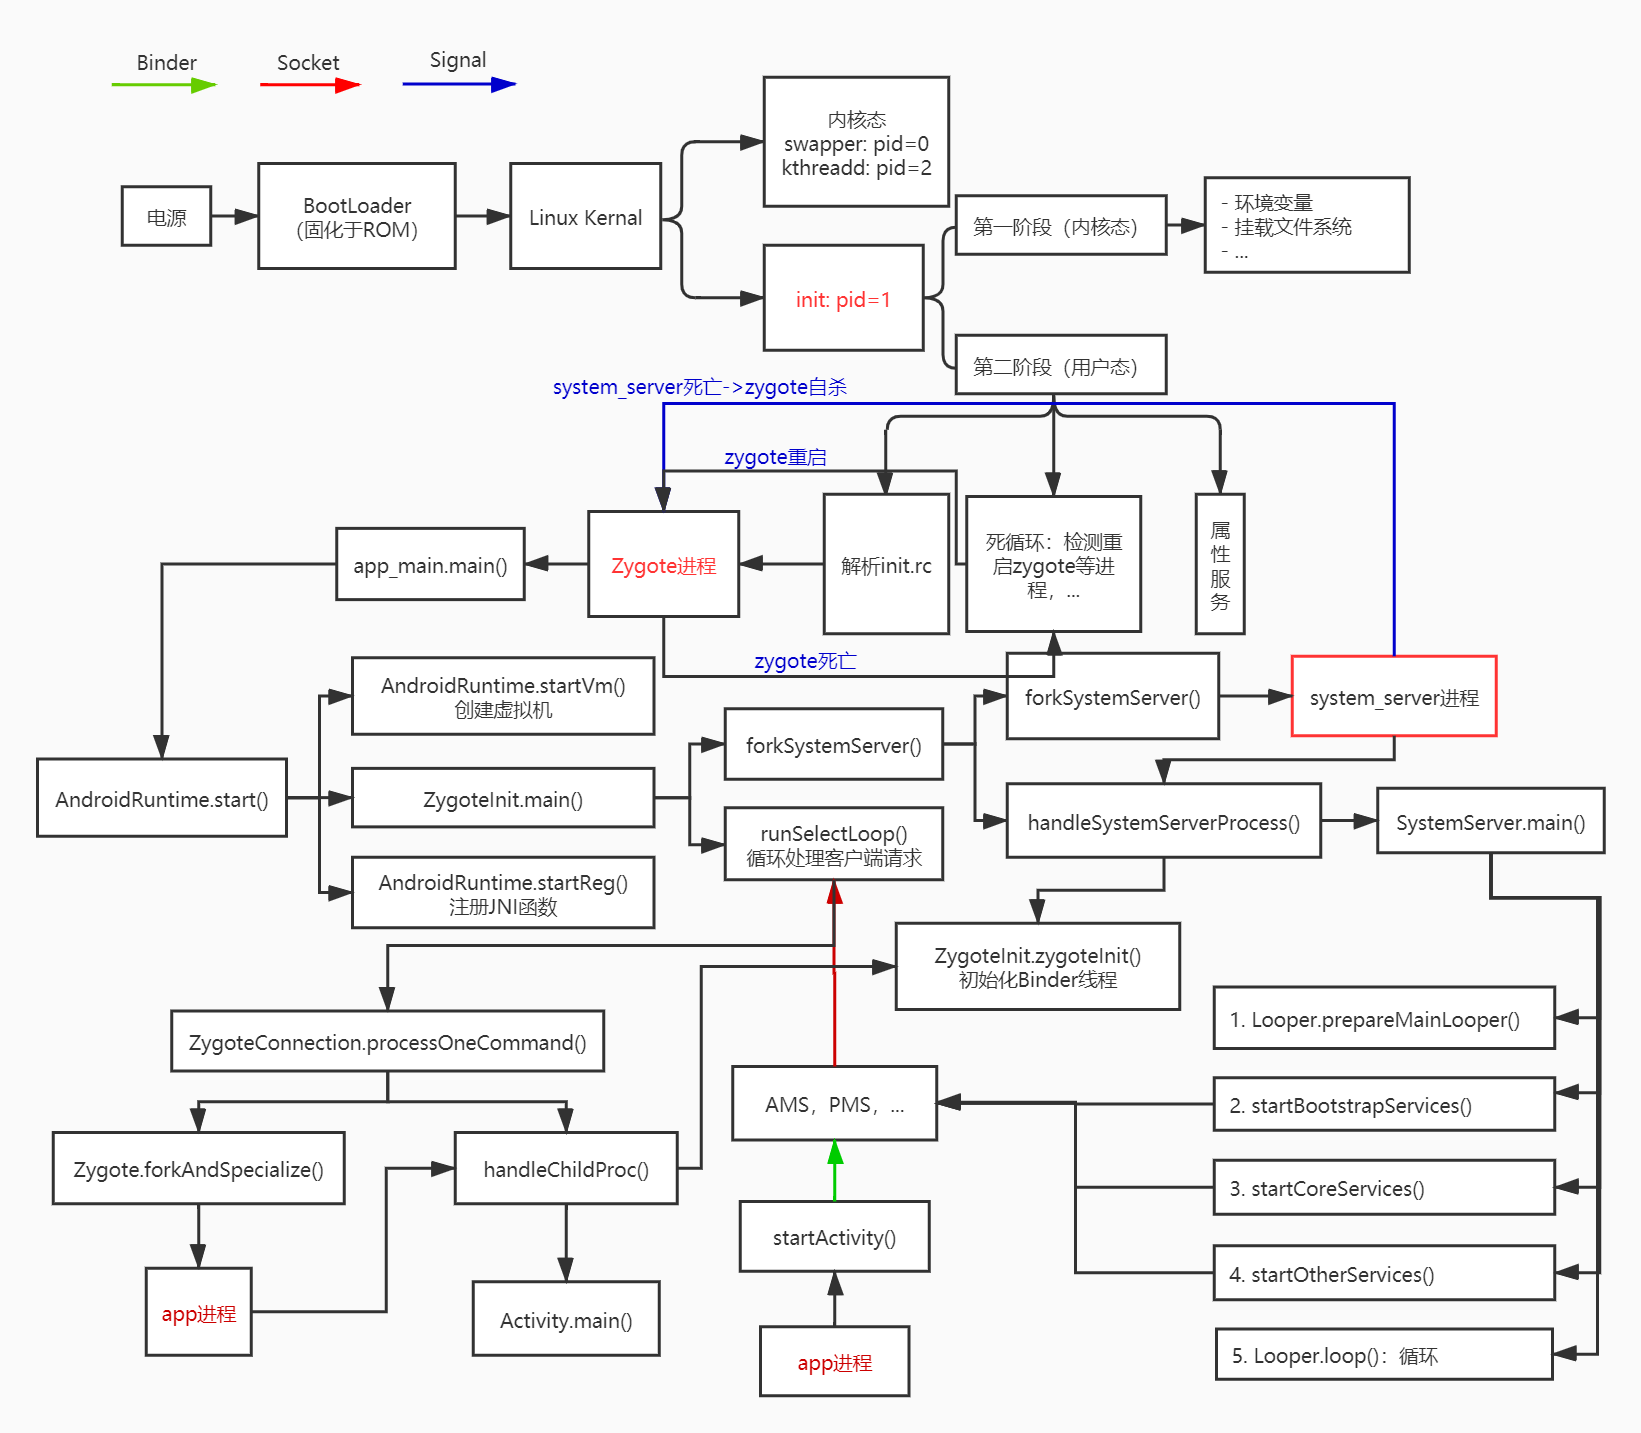 Binder
Socket
Signal
内核态
swapper: pid=0
kthreadd: pid=2
电源
BootLoader
（固化于ROM）
Linux Kernal
init: pid=1
第一阶段（内核态）
- 环境变量
- 挂载文件系统
- ...
第二阶段（用户态）
system_server死亡->zygote自杀
zygote重启
app_main.main()
Zygote进程
解析init.rc
死循环：检测重
启zygote等进
程，...
属
性
服
务
zygote死亡
AndroidRuntime.startVm()
创建虚拟机
forkSystemServer()
system_server进程
forkSystemServer()
AndroidRuntime.start()
ZygoteInit.main()
runSelectLoop()
循环处理客户端请求
handleSystemServerProcess()
SystemServer.main()
AndroidRuntime.startReg()
注册JNI函数
ZygoteInit.zygoteInit()
初始化Binder线程
ZygoteConnection.processOneCommand()
1. Looper.prepareMainLooper()
AMS，PMS，...
2. startBootstrapServices()
Zygote.forkAndSpecialize()
handleChildProc()
3. startCoreServices()
startActivity()
4. startOtherServices()
app进程
Activity.main()
app进程
5. Looper.loop()：循环